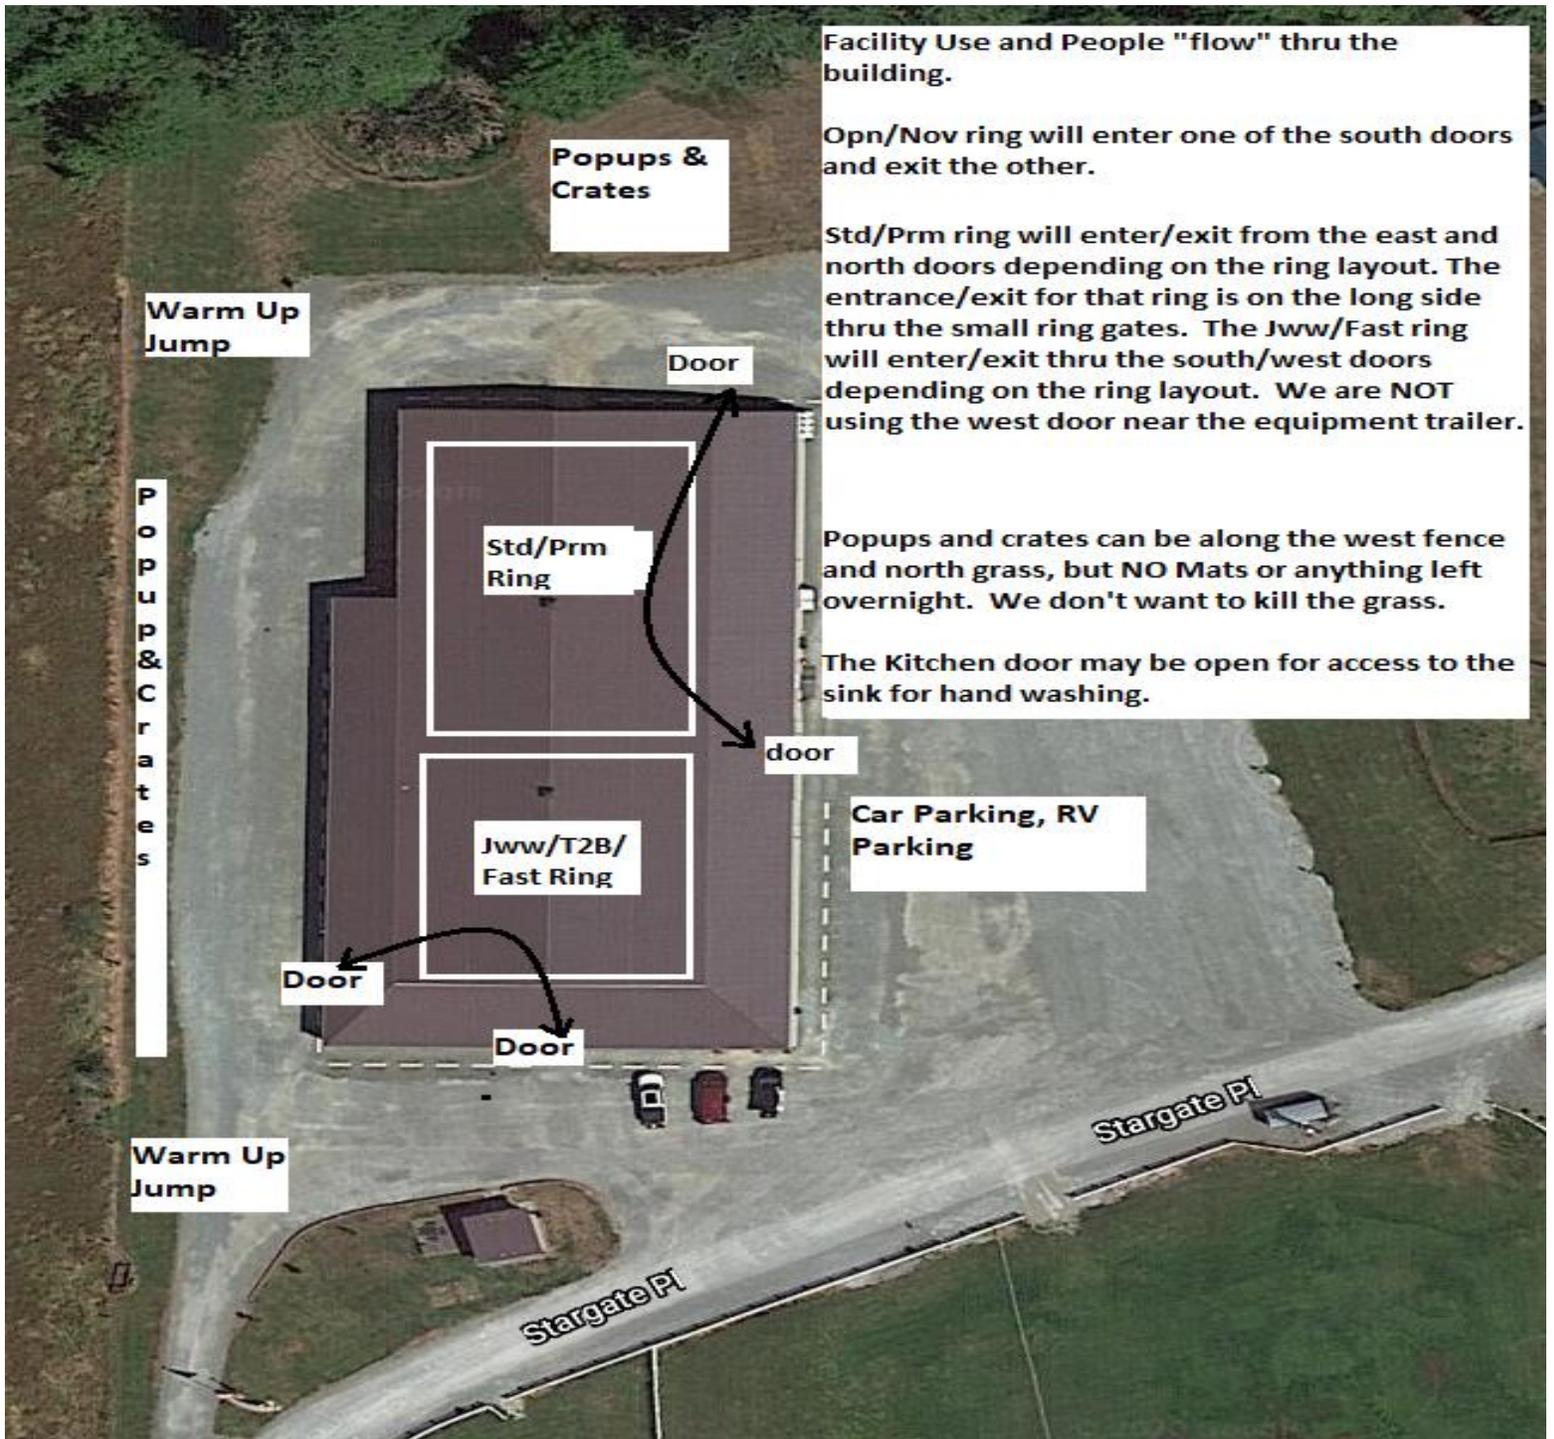 Facility Use and People "flow" thru the
building.
Opn/Nov ring will enter one of the south doors
and exit the other.
Std/Prm ring will enter/exit from the east and
north doors depending on the ring layout. The
entrance/exit for that ring is on the long side
thru the small ring gates.  The Jww/Fast ring
will enter/exit thru the south/west doors
depending on the ring layout.  We are NOT
using the west door near the equipment trailer.
Popups and crates can be along the west fence
and north grass, but NO Mats or anything left
overnight.  We don't want to kill the grass.
The Kitchen door may be open for access to the
sink for hand washing.
Popups &
Crates
Warm Up
Jump
Door
Popup&Crates
Std/Prm
Ring
door
Car Parking, RV
Parking
Jww/T2B/
Fast Ring
Door
Door
Stargate Pl
Warm Up
Jump
Stargate Pl